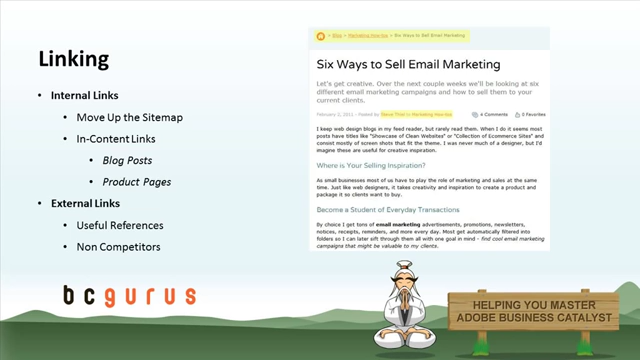 Linking
• Internal Links
• Move Up the Sitemap
• In-Content Links
• Blog Posts
• Product Pages
• External Links
• Useful References
• Non Competitors
» Blog » Marketing How-tos » Six Ways to Sell Email Marketing
Six Ways to Sell Email Marketing
Let's get creative. Over the next couple weeks we'll be looking at six
different email marketing campaigns and how to sell them to your
current clients.
February 2, 2011 - Posted by
in Marketing How-tos
4 Comments
0 Favorites
I keep web design blogs in my feed reader, but rarely read them. When I do it seems most
posts have titles like "Showcase of Clean Websites" or "Collection of Ecommerce Sites" and
consist mostly of screen shots that fit the theme. I was never much of a designer, but I'd
imagine these are useful for creative inspiration.
Where is Your Selling Inspiration?
As small businesses most of us have to play the role of marketing and sales at the same
time. Just like web designers, it takes creativity and inspiration to create a product and
package it so clients want to buy.
Become a Student of Everyday Transactions
By choice I get tons of email marketing advertisements, promotions, newsletters,
notices, receipts, reminders, and more every day. Most get automatically filtered into
folders so I can later sift through them all with one goal in mind - find cool email marketing
campaigns that might be valuable to my clients.
bcgurus
HELPING YOU MASTER
ADOBE BUSINESS CATALYST